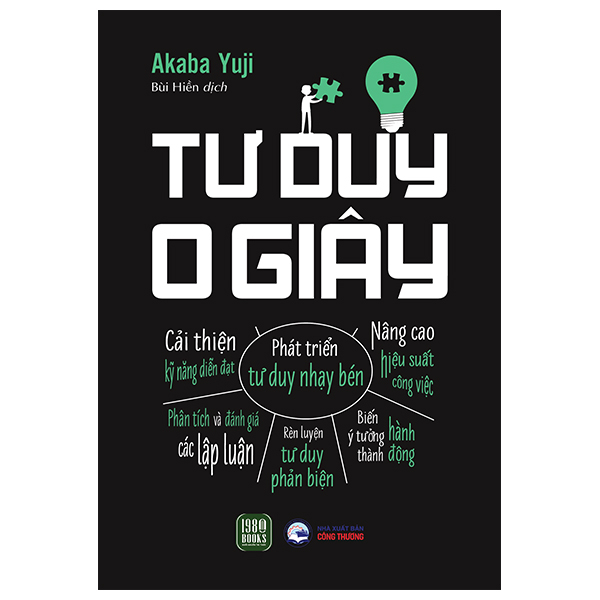 Akaba Yuji
Bùi Hiền dịch
TƯ DUY
0 GIÂY
Cải thiện
kỹ năng diễn đạt
Phát triển
tư duy nhạy bén
Nâng cao
hiệu suất
công việc
Phân tích và đánh giá
các lập luận
Rèn luyện
tư duy
phản biện
Biến
ý tưởng
thành
hành
động
1980
BOOKS
NHÀ XUẤT BẢN
CÔNG THƯƠNG